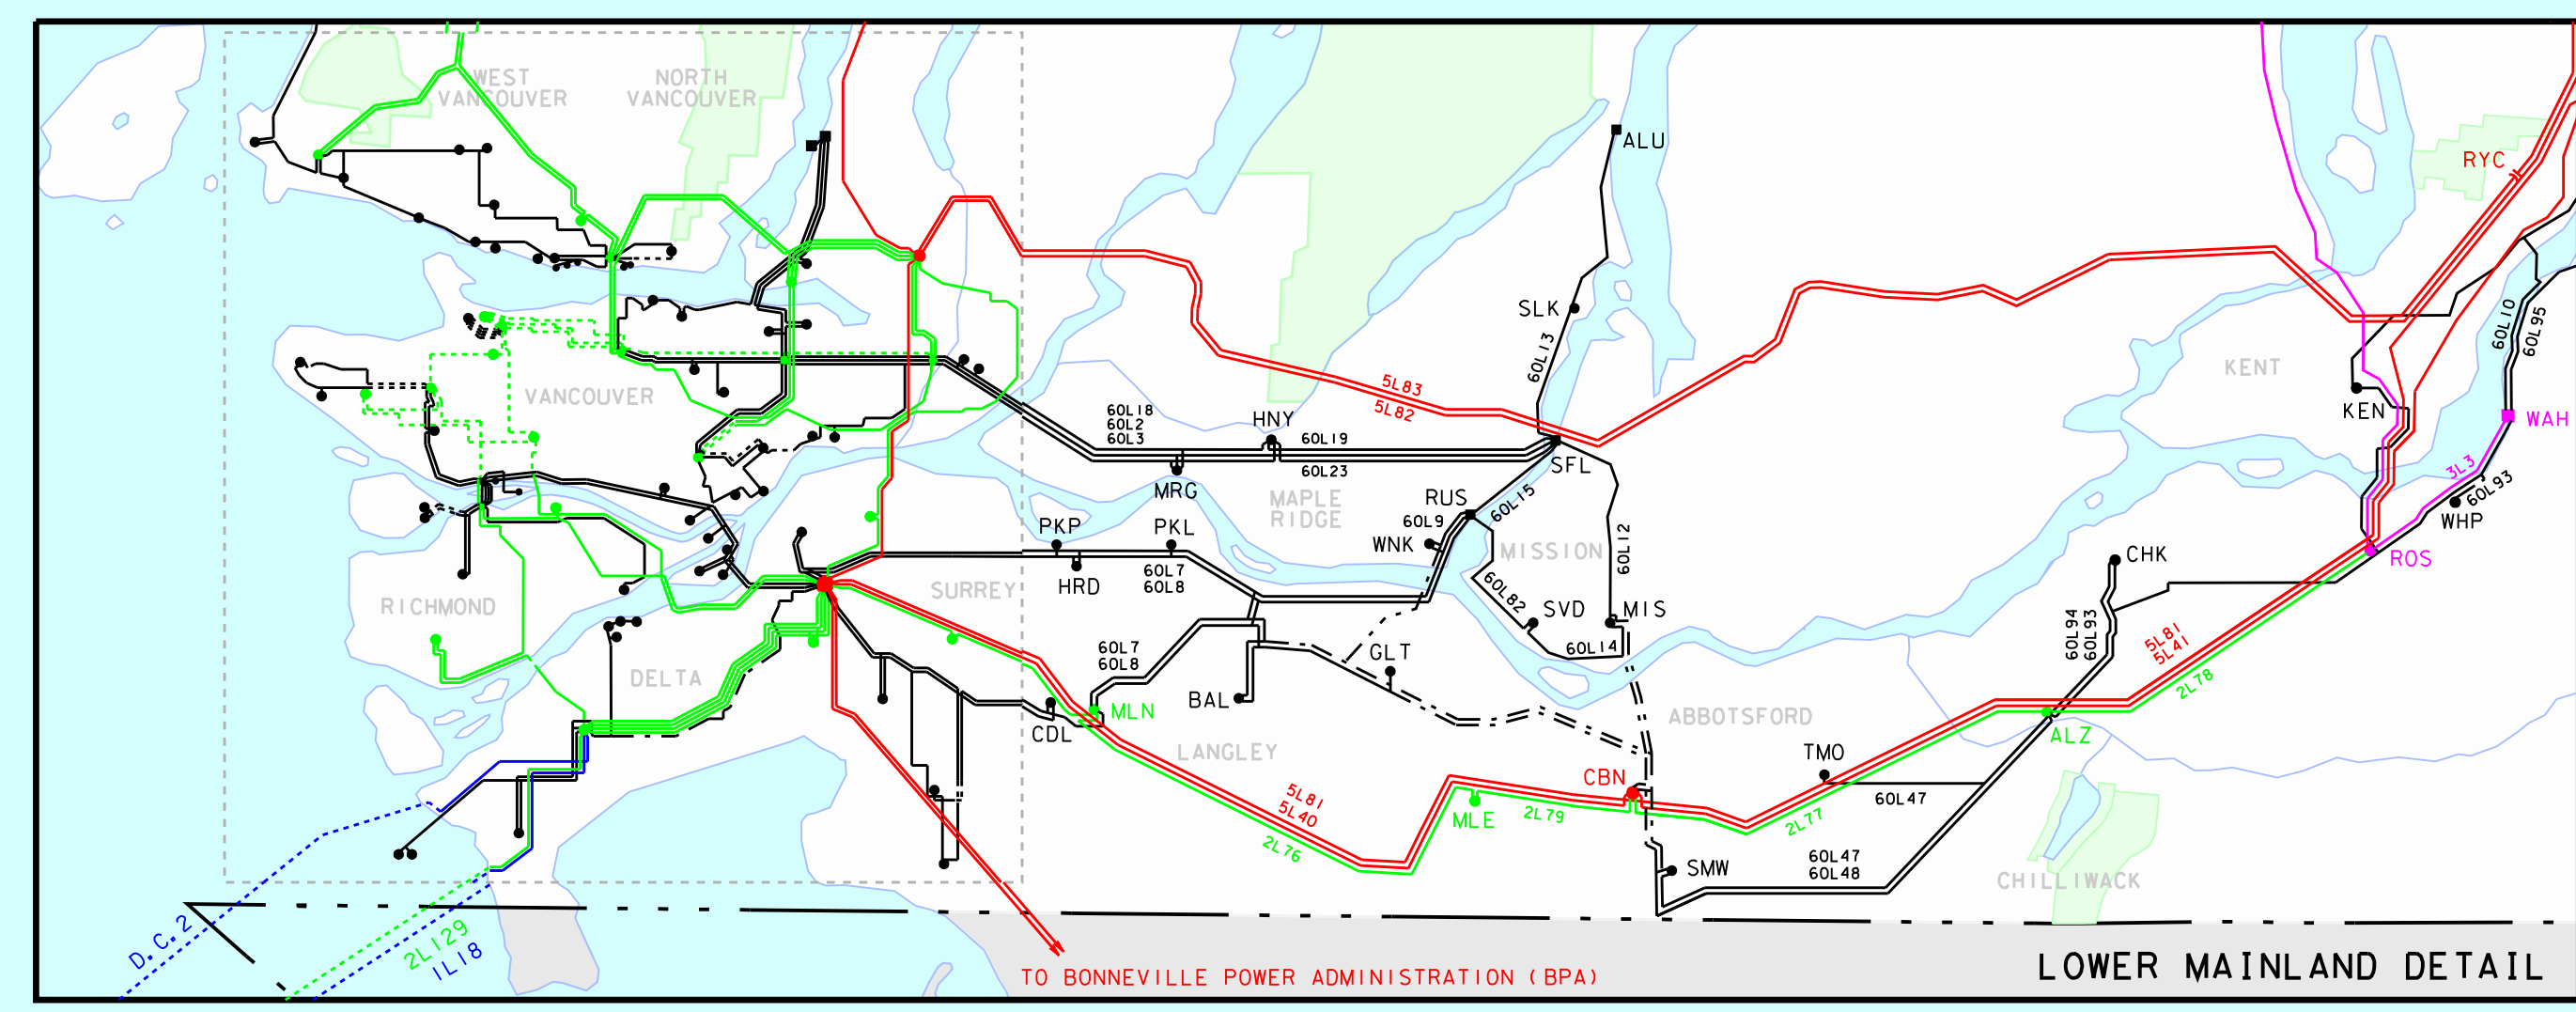 WEST
VANCOUVER
NORTH
VANCOUVER
ALU
RYC
SLK
60L13
60L10
60L95
KENT
VANCOUVER
5L83
5L82
60L18
60L2
60L3
HNY
60L19
60L23
KEN
WAH
SFL
MRG
MAPLE
RIDGE
RUS
60L15
60L9
3L3
60L93
WHP
PKP
PKL
WNK
MISSION
60L12
CHK
ROS
HRD
60L7
60L8
SURREY
RICHMOND
60L82
SVD
MIS
60L14
60L94
60L93
5L81
5L41
2L78
60L7
60L8
GLT
DELTA
BAL
MLN
CDL
LANGLEY
ABBOTSFORD
ALZ
TMO
CBN
60L47
5L81
5L40
2L76
MLE
2L79
2L77
SMW
60L47
60L48
CHILLIWACK
D.C.2
2L129
1L18
TO BONNEVILLE POWER ADMINISTRATION (BPA)
LOWER MAINLAND DETAIL